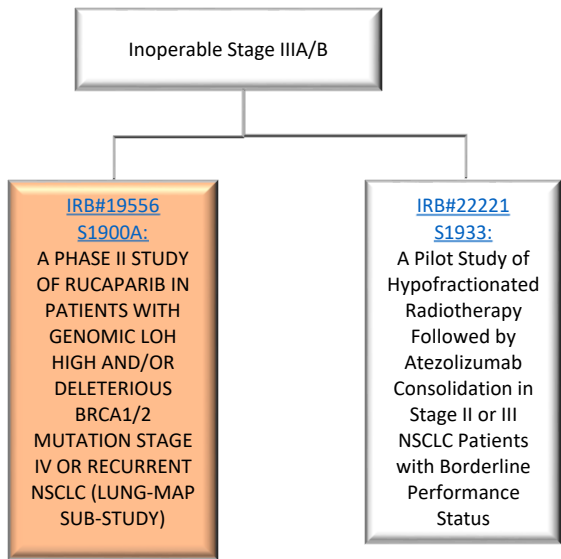 Inoperable Stage IIIA/B
IRB#19556
S1900A:
A PHASE II STUDY
OF RUCAPARIB IN
PATIENTS WITH
GENOMIC LOH
HIGH AND/OR
DELETERIOUS
BRCA1/2
MUTATION STAGE
IV OR RECURRENT
NSCLC (LUNG-MAP
SUB-STUDY)
IRB#22221
S1933:
A Pilot Study of
Hypofractionated
Radiotherapy
Followed by
Atezolizumab
Consolidation in
Stage II or III
NSCLC Patients
with Borderline
Performance
Status